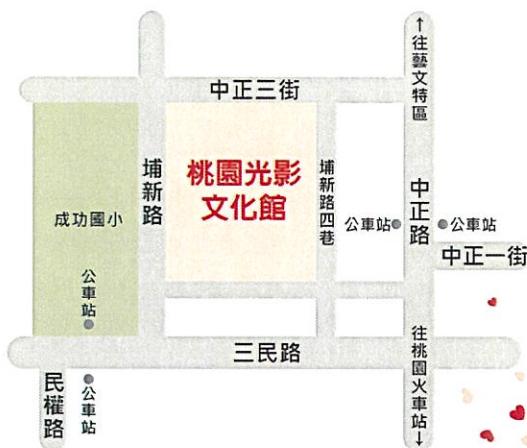 ↑往藝文特區
中正三街
埔新路
桃園光影
文化館
埔新路四巷
中正路
成功國小
公車站
公車站
中正一街
公車站
三民路
往桃園火車站↓
民權路
公車站